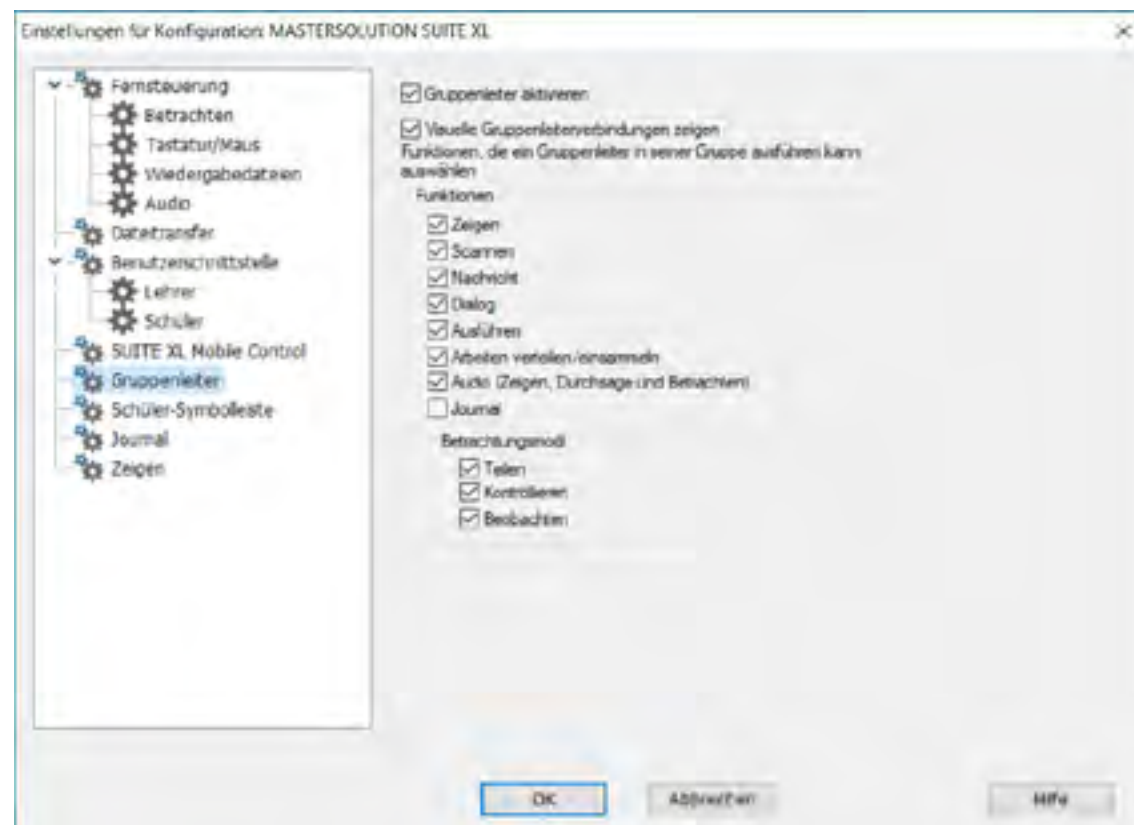 Einstellungen für Konfiguration: MASTERSOLUTION SUITE XL
Fernsteuerung
Betrachten
Tastatur/Maus
Wiedergabedateien
Audio
Dateitransfer
Benutzerschnittstelle
Lehrer
Schüler
SUITE XL Mobile Control
Gruppenleiter
Schüler-Symbolleiste
Journal
Zeigen
Gruppenleiter aktivieren
Visuelle Gruppenleiterverbindungen zeigen
Funktionen, die ein Gruppenleiter in seiner Gruppe ausführen kann
auswählen
Funktionen
Zeigen
Scannen
Nachricht
Dialog
Ausführen
Arbeiten verteilen/einsammeln
Audio (Zeigen, Durchsage und Betrachten)
Journal
Betrachtungsmodi
Teilen
Kontrollieren
Beobachten
OK
Abbrechen
Hilfe